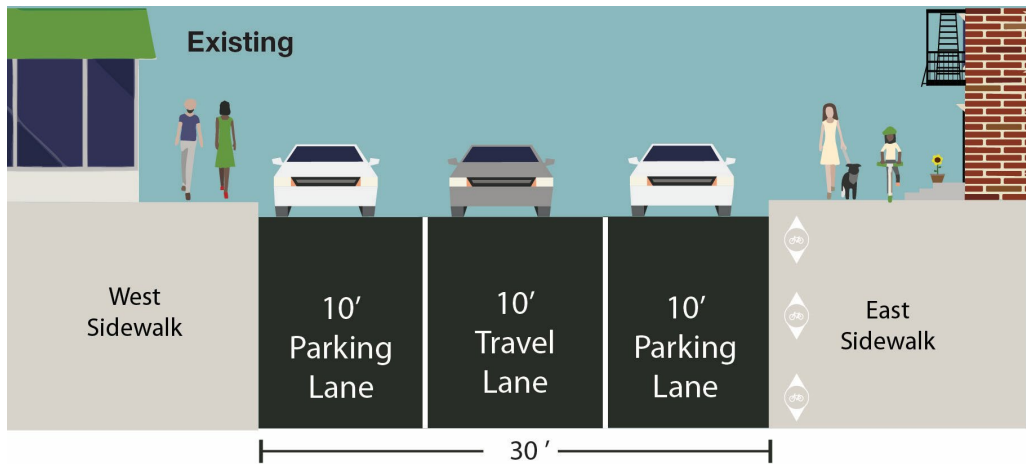 Existing
West
Sidewalk
10’
Parking
Lane
10’
Travel
Lane
10’
Parking
Lane
East
Sidewalk
30 ’